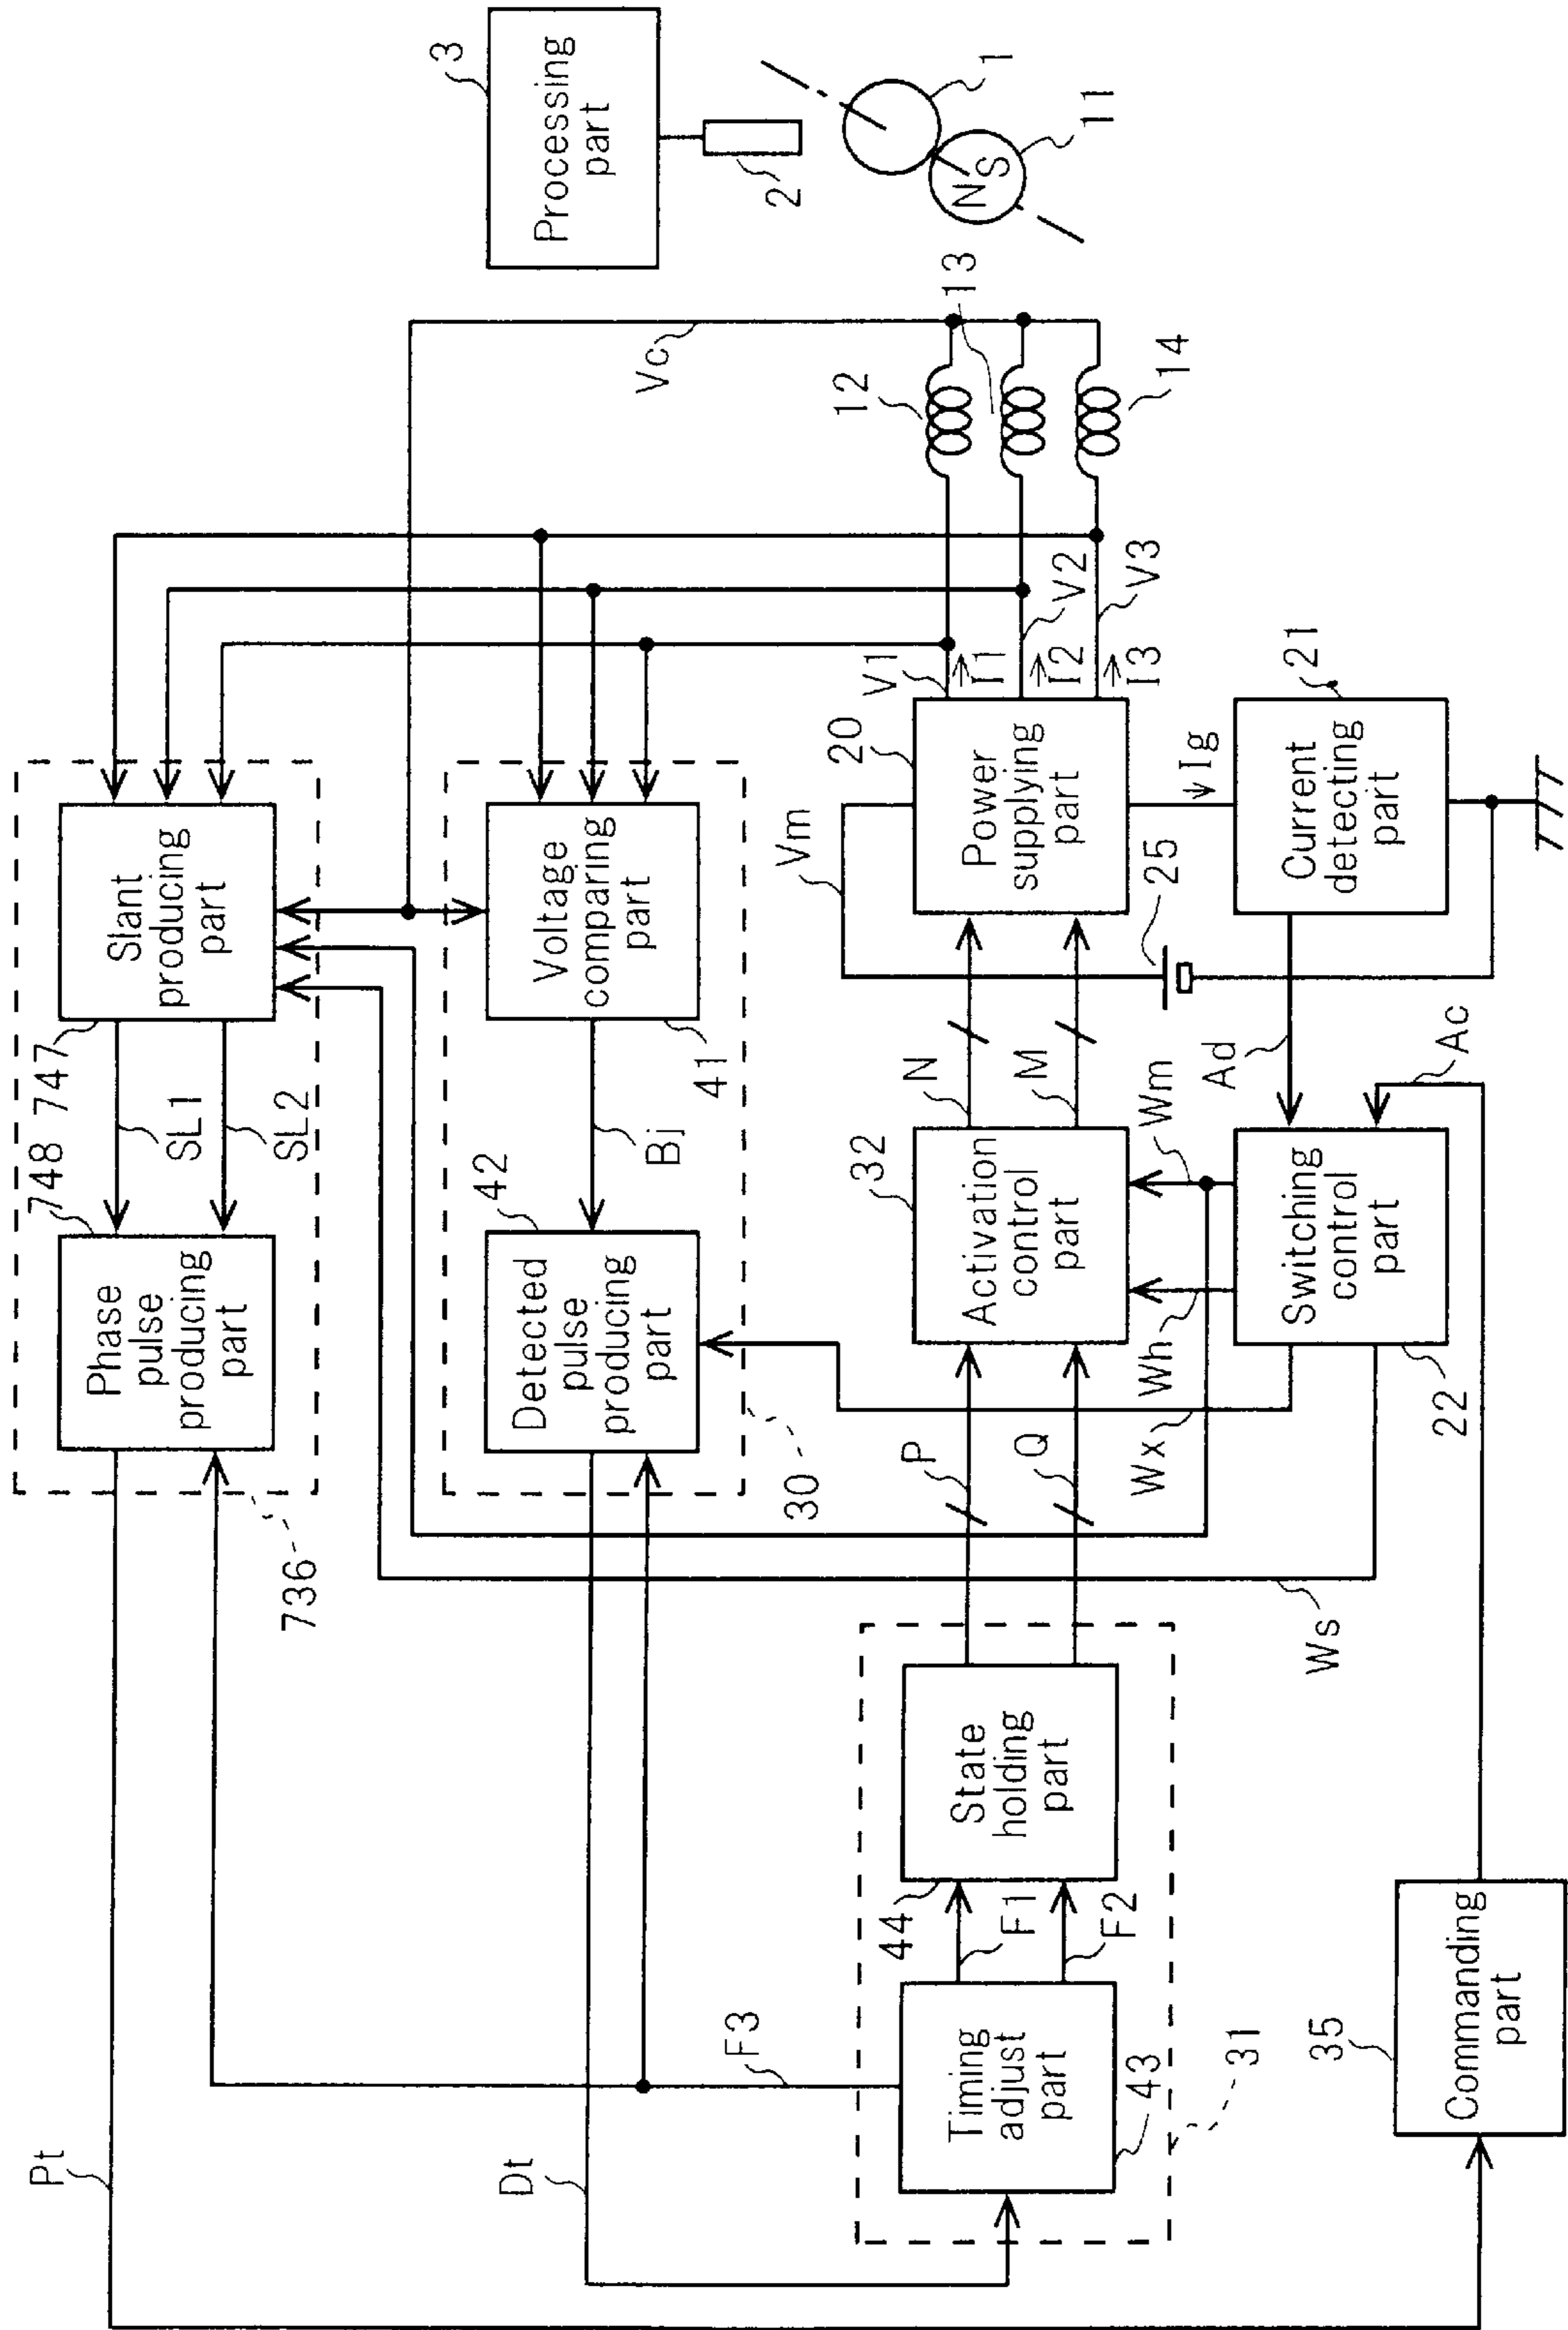 Pt
736
748
747
Phase
pulse
producing
part
SL1
SL2
Slant
producing
part
Vc
Processing
part
3
2
1
11
N
S
Dt
F3
30
42
Detected
pulse
producing
part
Bj
41
Voltage
comparing
part
12
13
14
31
43
Timing
adjust
part
44
F1
F2
State
holding
part
P
Q
32
Activation
control
part
N
M
Vm
20
Power
supplying
part
V1
I1
V2
I2
V3
I3
25
Wx
Wh
Wm
Ws
22
Switching
control
part
Ad
Ac
Ig
21
Current
detecting
part
35
Commanding
part